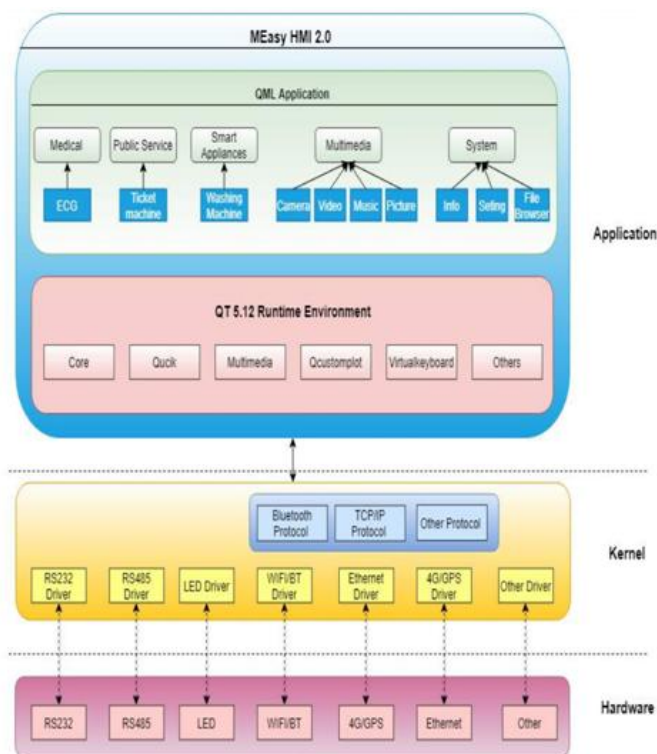 MEasy HMI 2.0
QML Application
Medical
Public Service
Smart
Appliances
Multimedia
System
ECG
Ticket
machine
Washing
Machine
Camera
Video
Music
Picture
Info
Seting
File
Browser
Application
QT 5.12 Runtime Environment
Core
Qucik
Multimedia
Qcustomplot
Virtualkeyboard
Others
Bluetooth
Protocol
TCP/IP
Protocol
Other Protocol
Kernel
RS232
Driver
RS485
Driver
LED Driver
WIFI/BT
Driver
Ethernet
Driver
4G/GPS
Driver
Other Driver
Hardware
RS232
RS485
LED
WIFI/BT
4G/GPS
Ethernet
Other